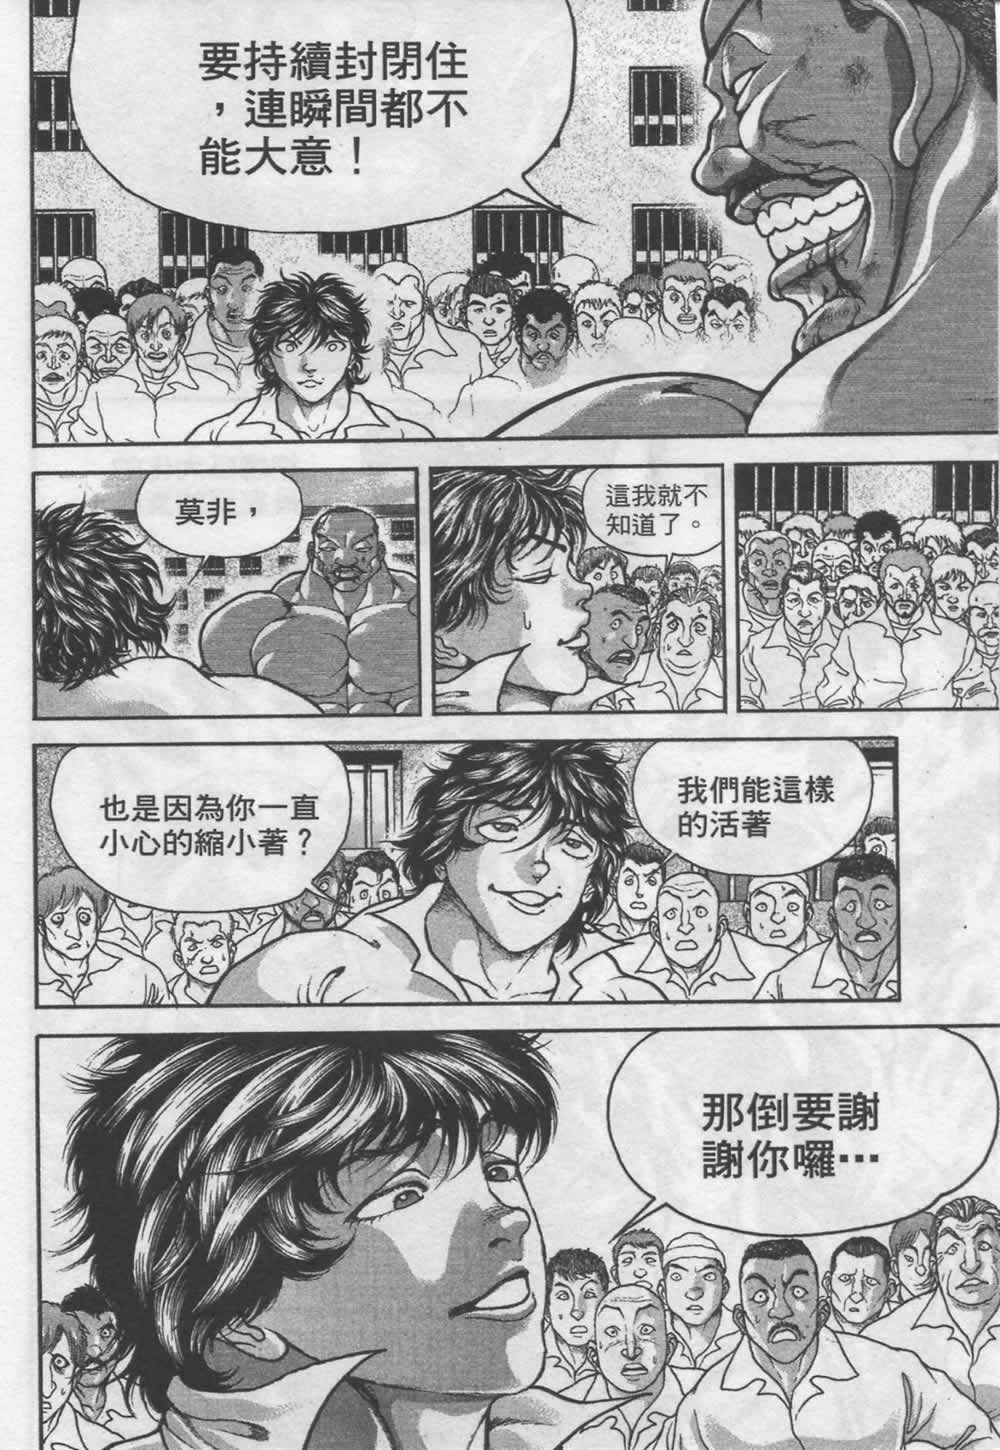 要持續封閉住
，連瞬間都不
能大意！
這我就不
知道了。
莫非，
我們能這樣
的活著
也是因為你一直
小心的縮小著？
那倒要謝
謝你囉⋯